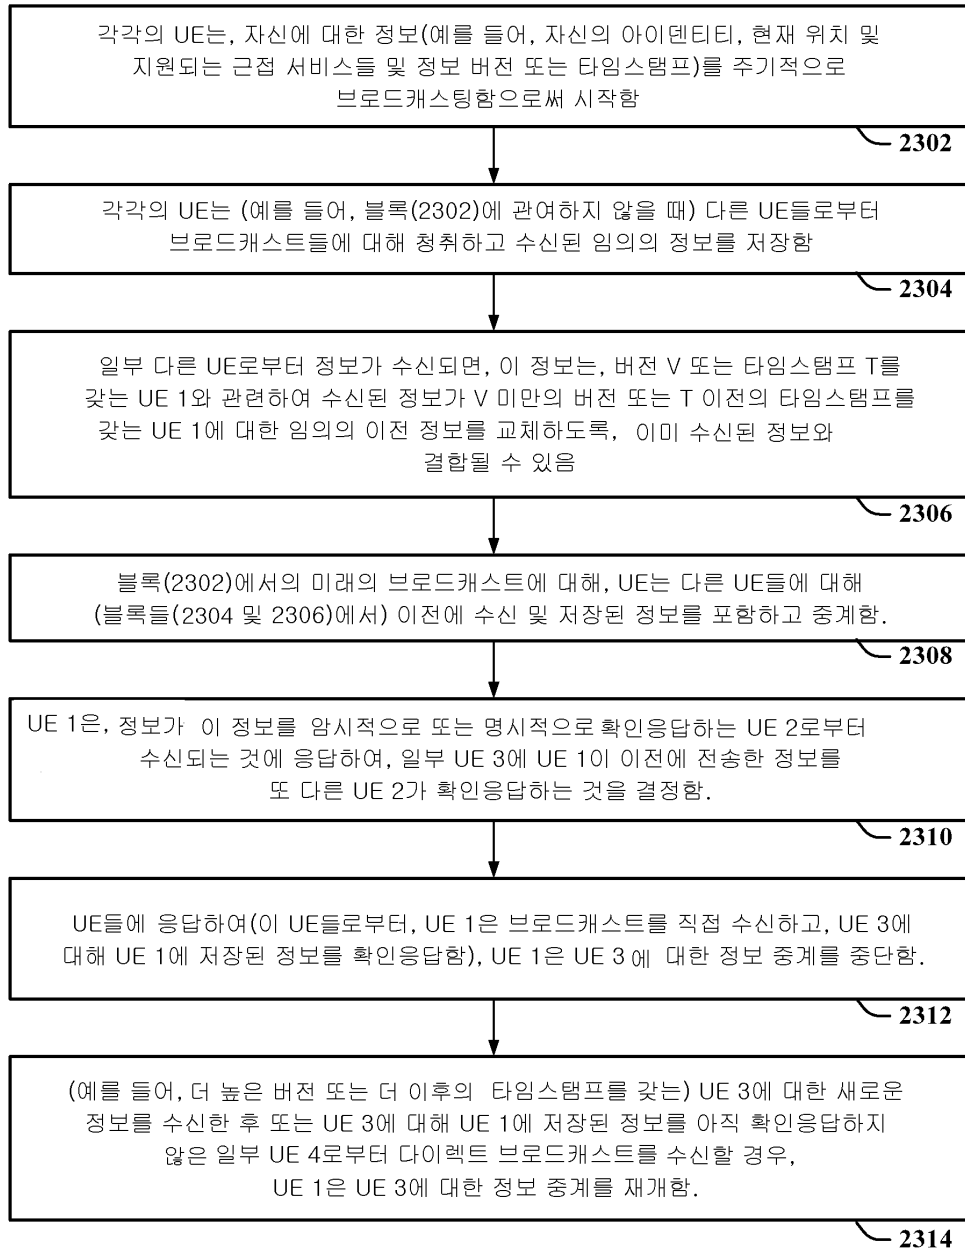 각각의 UE는, 자신에 대한 정보(예를 들어, 자신의 아이덴티티, 현재 위치 및
지원되는 근접 서비스들 및 정보 버전 또는 타임스탬프)를 주기적으로
브로드캐스팅함으로써 시작함
2302
각각의 UE는 (예를 들어, 블록(2302)에 관여하지 않을 때) 다른 UE들로부터
브로드캐스트들에 대해 청취하고 수신된 임의의 정보를 저장함
2304
일부 다른 UE로부터 정보가 수신되면, 이 정보는, 버전 V 또는 타임스탬프 T를
갖는 UE 1와 관련하여 수신된 정보가 V 미만의 버전 또는 T 이전의 타임스탬프를
갖는 UE 1에 대한 임의의 이전 정보를 교체하도록, 이미 수신된 정보와
결합될 수 있음
2306
블록(2302)에서의 미래의 브로드캐스트에 대해, UE는 다른 UE들에 대해
(블록들(2304 및 2306)에서) 이전에 수신 및 저장된 정보를 포함하고 중계함.
2308
UE 1은, 정보가 이 정보를 암시적으로 또는 명시적으로 확인응답하는 UE 2로부터
수신되는 것에 응답하여, 일부 UE 3에 UE 1이 이전에 전송한 정보를
또 다른 UE 2가 확인응답하는 것을 결정함.
2310
UE들에 응답하여(이 UE들로부터, UE 1은 브로드캐스트를 직접 수신하고, UE 3에
대해 UE 1에 저장된 정보를 확인응답함), UE 1은 UE 3에 대한 정보 중계를 중단함.
2312
(예를 들어, 더 높은 버전 또는 더 이후의 타임스탬프를 갖는) UE 3에 대한 새로운
정보를 수신한 후 또는 UE 3에 대해 UE 1에 저장된 정보를 아직 확인응답하지
않은 일부 UE 4로부터 다이렉트 브로드캐스트를 수신할 경우,
UE 1은 UE 3에 대한 정보 중계를 재개함.
2314